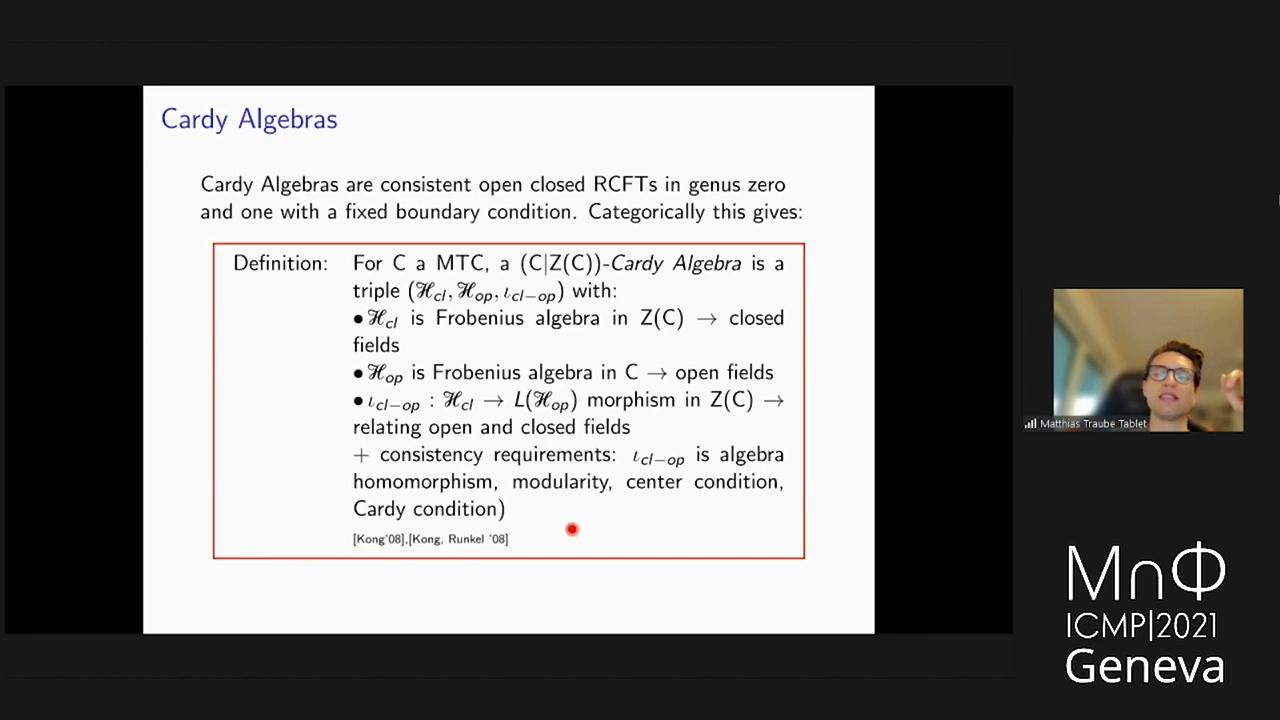 Cardy Algebras
Cardy Algebras are consistent open closed RCFTs in genus zero
and one with a fixed boundary condition. Categorically this gives:
Definition: For C a MTC, a (C|Z(C))-Cardy Algebra is a
triple (ℋ_cl, ℋ_op, ι_cl−op) with:
• ℋ_cl is Frobenius algebra in Z(C) → closed
fields
• ℋ_op is Frobenius algebra in C → open fields
• ι_cl−op : ℋ_cl → L(ℋ_op) morphism in Z(C) →
relating open and closed fields
+ consistency requirements: ι_cl−op is algebra
homomorphism, modularity, center condition,
Cardy condition)
[Kong'08],[Kong, Runkel '08]
Matthias Traube Tablet
M∩Φ
ICMP|2021
Geneva